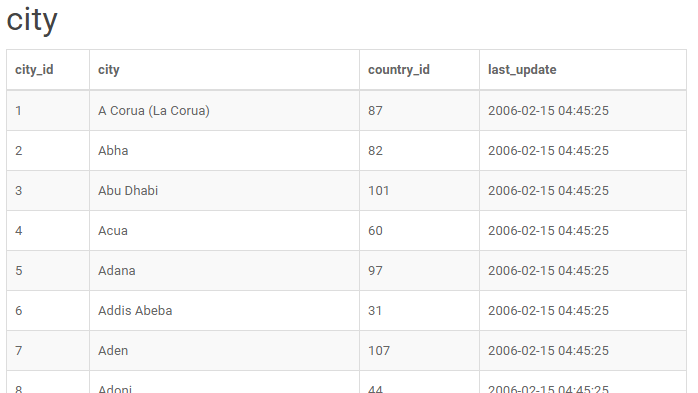 city
city_id city country_id last_update
1 A Corua (La Corua) 87 2006-02-15 04:45:25
2 Abha 82 2006-02-15 04:45:25
3 Abu Dhabi 101 2006-02-15 04:45:25
4 Acua 60 2006-02-15 04:45:25
5 Adana 97 2006-02-15 04:45:25
6 Addis Abeba 31 2006-02-15 04:45:25
7 Aden 107 2006-02-15 04:45:25
8 Adoni 44 2006-02-15 04:45:25